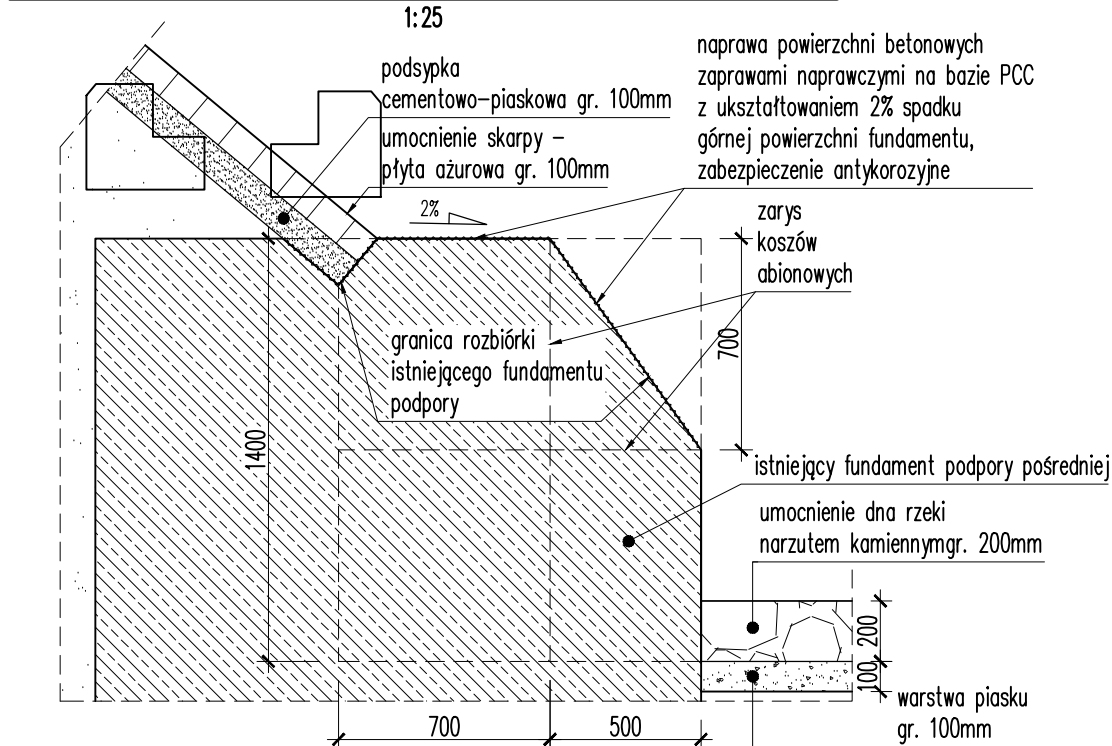 1:25
podsypka
cementowo-piaskowa gr. 100mm
umocnienie skarpy -
płyta ażurowa gr. 100mm
naprawa powierzchni betonowych
zaprawami naprawczymi na bazie PCC
z ukształtowaniem 2% spadku
górnej powierzchni fundamentu,
zabezpieczenie antykorozyjne
2%
zarys
koszów
abionowych
granica rozbiórki
istniejącego fundamentu
podpory
700
1400
istniejący fundament podpory pośredniej
umocnienie dna rzeki
narzutem kamiennymgr. 200mm
200
100
warstwa piasku
gr. 100mm
700
500